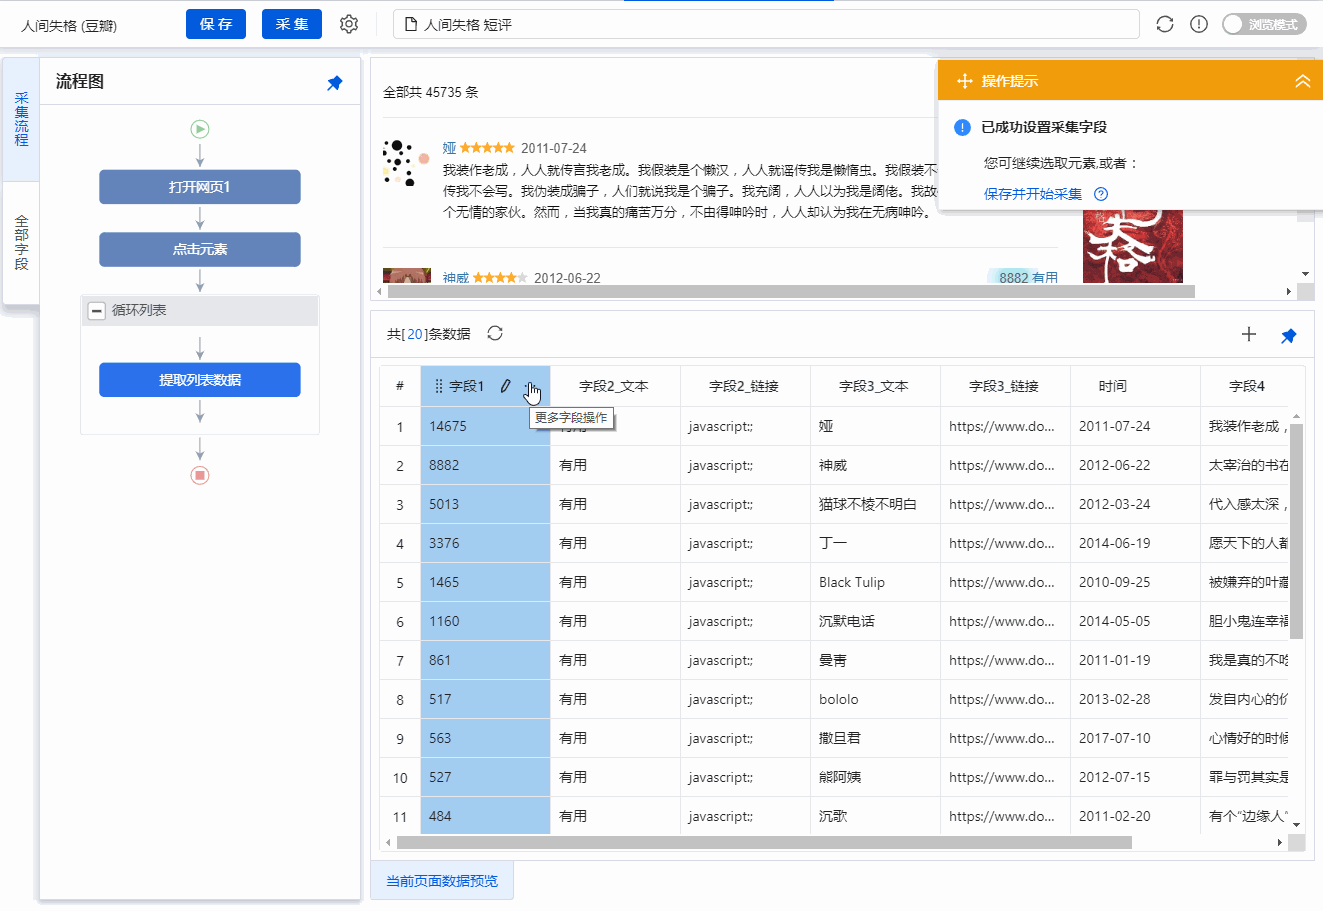 人间失格 (豆瓣)
保 存
采 集
人间失格 短评
浏览模式
采集流程
全部字段
流程图
打开网页1
点击元素
循环列表
提取列表数据
全部共 45735 条
娅 2011-07-24
我装作老成，人人就传言我老成。我假装是个懒汉，人人就谣传我是懒惰虫。我假装不
传我不会写。我伪装成骗子，人们就说我是个骗子。我充阔，人人以为我是阔佬。我故
个无情的家伙。然而，当我真的痛苦万分，不由得呻吟时，人人却认为我在无病呻吟。
神威 2012-06-22
8882 有用
操作提示
已成功设置采集字段
您可继续选取元素,或者：
保存并开始采集
共[20]条数据
# 字段1 字段2_文本 字段2_链接 字段3_文本 字段3_链接 时间 字段4
更多字段操作
1 14675 有用 javascript:; 娅 https://www.do... 2011-07-24 我装作老成，
2 8882 有用 javascript:; 神威 https://www.do... 2012-06-22 太宰治的书在
3 5013 有用 javascript:; 猫球不棱不明白 https://www.do... 2012-03-24 代入感太深，
4 3376 有用 javascript:; 丁一 https://www.do... 2014-06-19 愿天下的人都
5 1465 有用 javascript:; Black Tulip https://www.do... 2010-09-25 被嫌弃的叶藏
6 1160 有用 javascript:; 沉默电话 https://www.do... 2014-05-05 胆小鬼连幸福
7 861 有用 javascript:; 曼青 https://www.do... 2011-01-19 我是真的不吃
8 517 有用 javascript:; bololo https://www.do... 2013-02-28 发自内心的价
9 563 有用 javascript:; 撒旦君 https://www.do... 2017-07-10 心情好的时候
10 527 有用 javascript:; 熊阿姨 https://www.do... 2012-07-15 罪与罚其实是
11 484 有用 javascript:; 沉歌 https://www.do... 2011-02-20 有个“边缘人”
当前页面数据预览